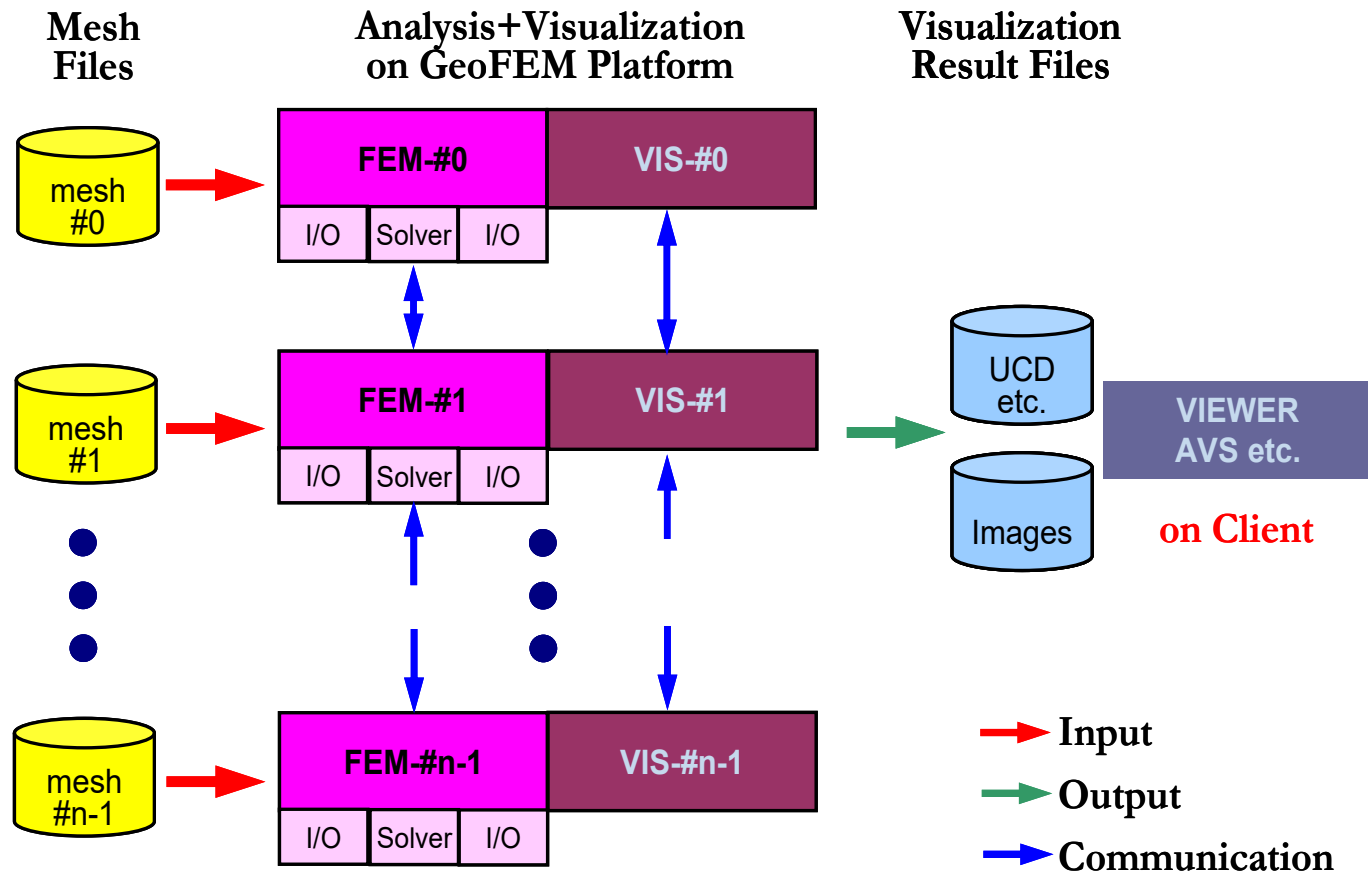 Mesh
Files
Analysis+Visualization
on GeoFEM Platform
Visualization
Result Files
mesh
#0
FEM-#0
VIS-#0
I/O
Solver
I/O
mesh
#1
FEM-#1
VIS-#1
I/O
Solver
I/O
UCD
etc.
Images
VIEWER
AVS etc.
on Client
mesh
#n-1
FEM-#n-1
VIS-#n-1
I/O
Solver
I/O
Input
Output
Communication